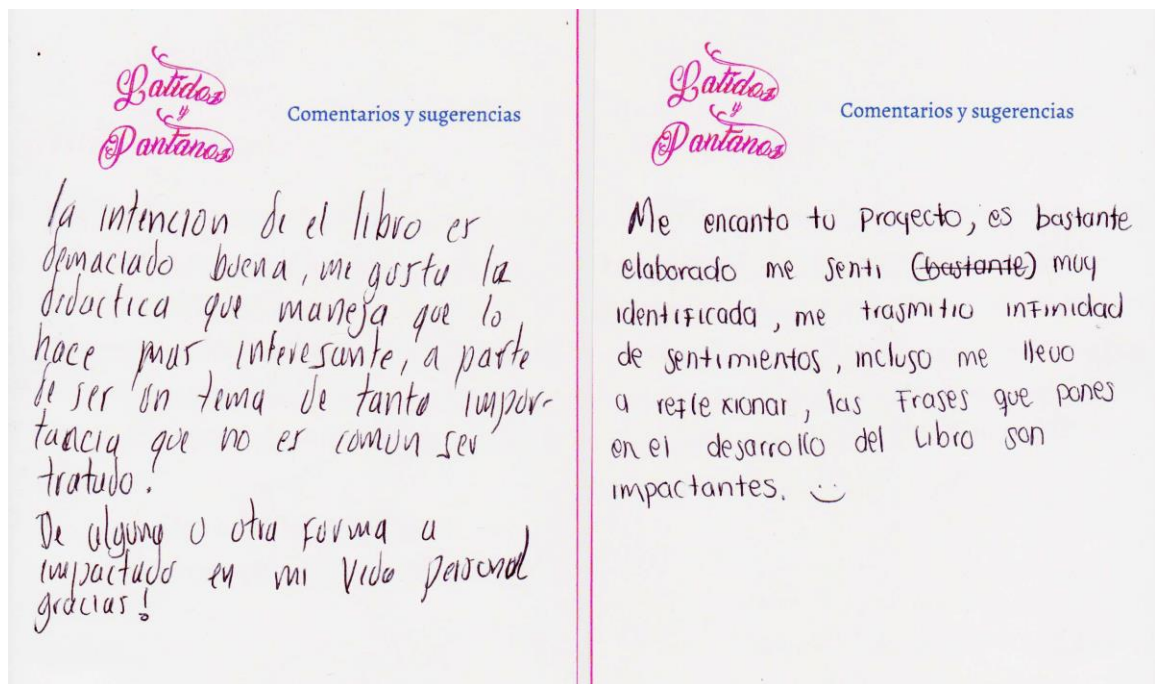 Latidos
y
Pantanos
Comentarios y sugerencias
la intencion de el libro es
demaciado buena, me gusta la
didactica que maneja que lo
hace mas interesante, a parte
de ser un tema de tanta impor-
tancia que no es comun ser
tratado.
De alguna o otra forma a
impactado en mi vida personal
gracias!
Latidos
y
Pantanos
Comentarios y sugerencias
Me encanto tu proyecto, es bastante
elaborado me senti (bastante) muy
identificada, me trasmitio infinidad
de sentimientos, incluso me llevo
a reflexionar, las frases que pones
en el desarrollo del libro son
impactantes. :)